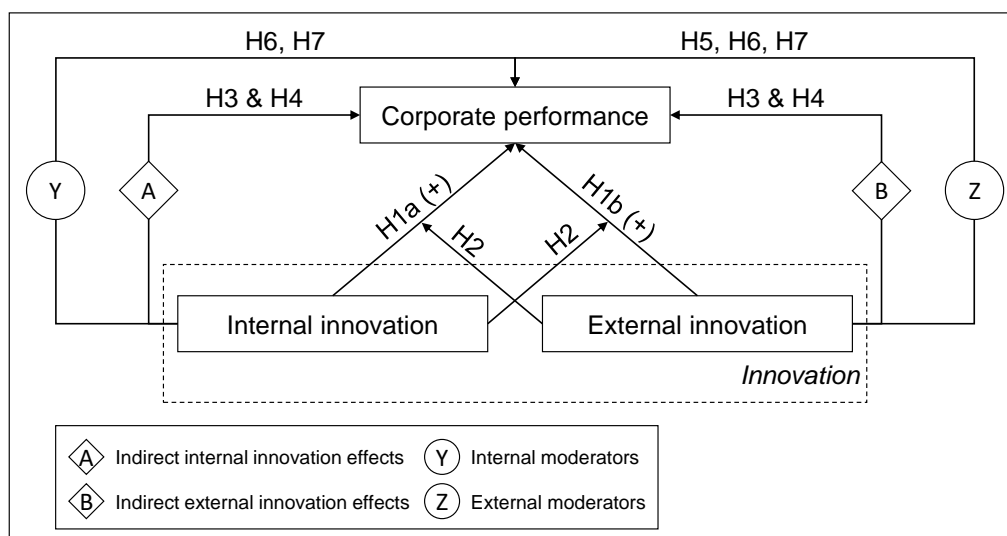 H6, H7
H5, H6, H7
H3 & H4
H3 & H4
Corporate performance
Y
A
B
Z
H1a (+)
H1b (+)
H2
H2
Internal innovation
External innovation
Innovation
A Indirect internal innovation effects
Y Internal moderators
B Indirect external innovation effects
Z External moderators